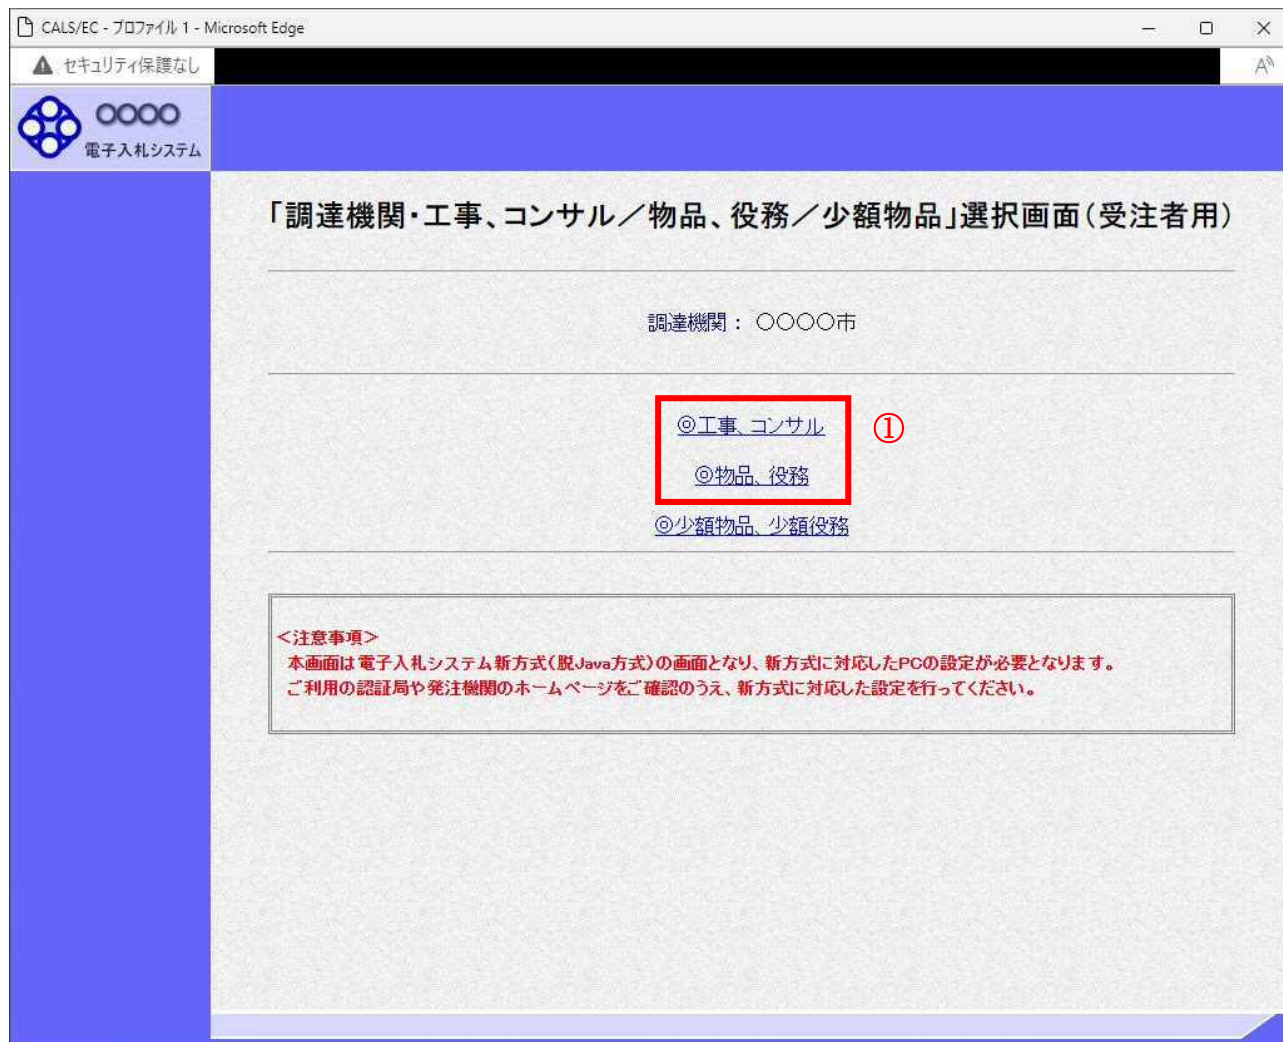 CALS/EC - プロファイル 1 - Microsoft Edge
セキュリティ保護なし
○○○○
電子入札システム
「調達機関・工事、コンサル／物品、役務／少額物品」選択画面（受注者用）
調達機関： ○○○○市
◎工事、コンサル
①
◎物品、役務
◎少額物品、少額役務
＜注意事項＞
本画面は電子入札システム新方式(脱Java方式)の画面となり、新方式に対応したPCの設定が必要となります。
ご利用の認証局や発注機関のホームページをご確認のうえ、新方式に対応した設定を行ってください。